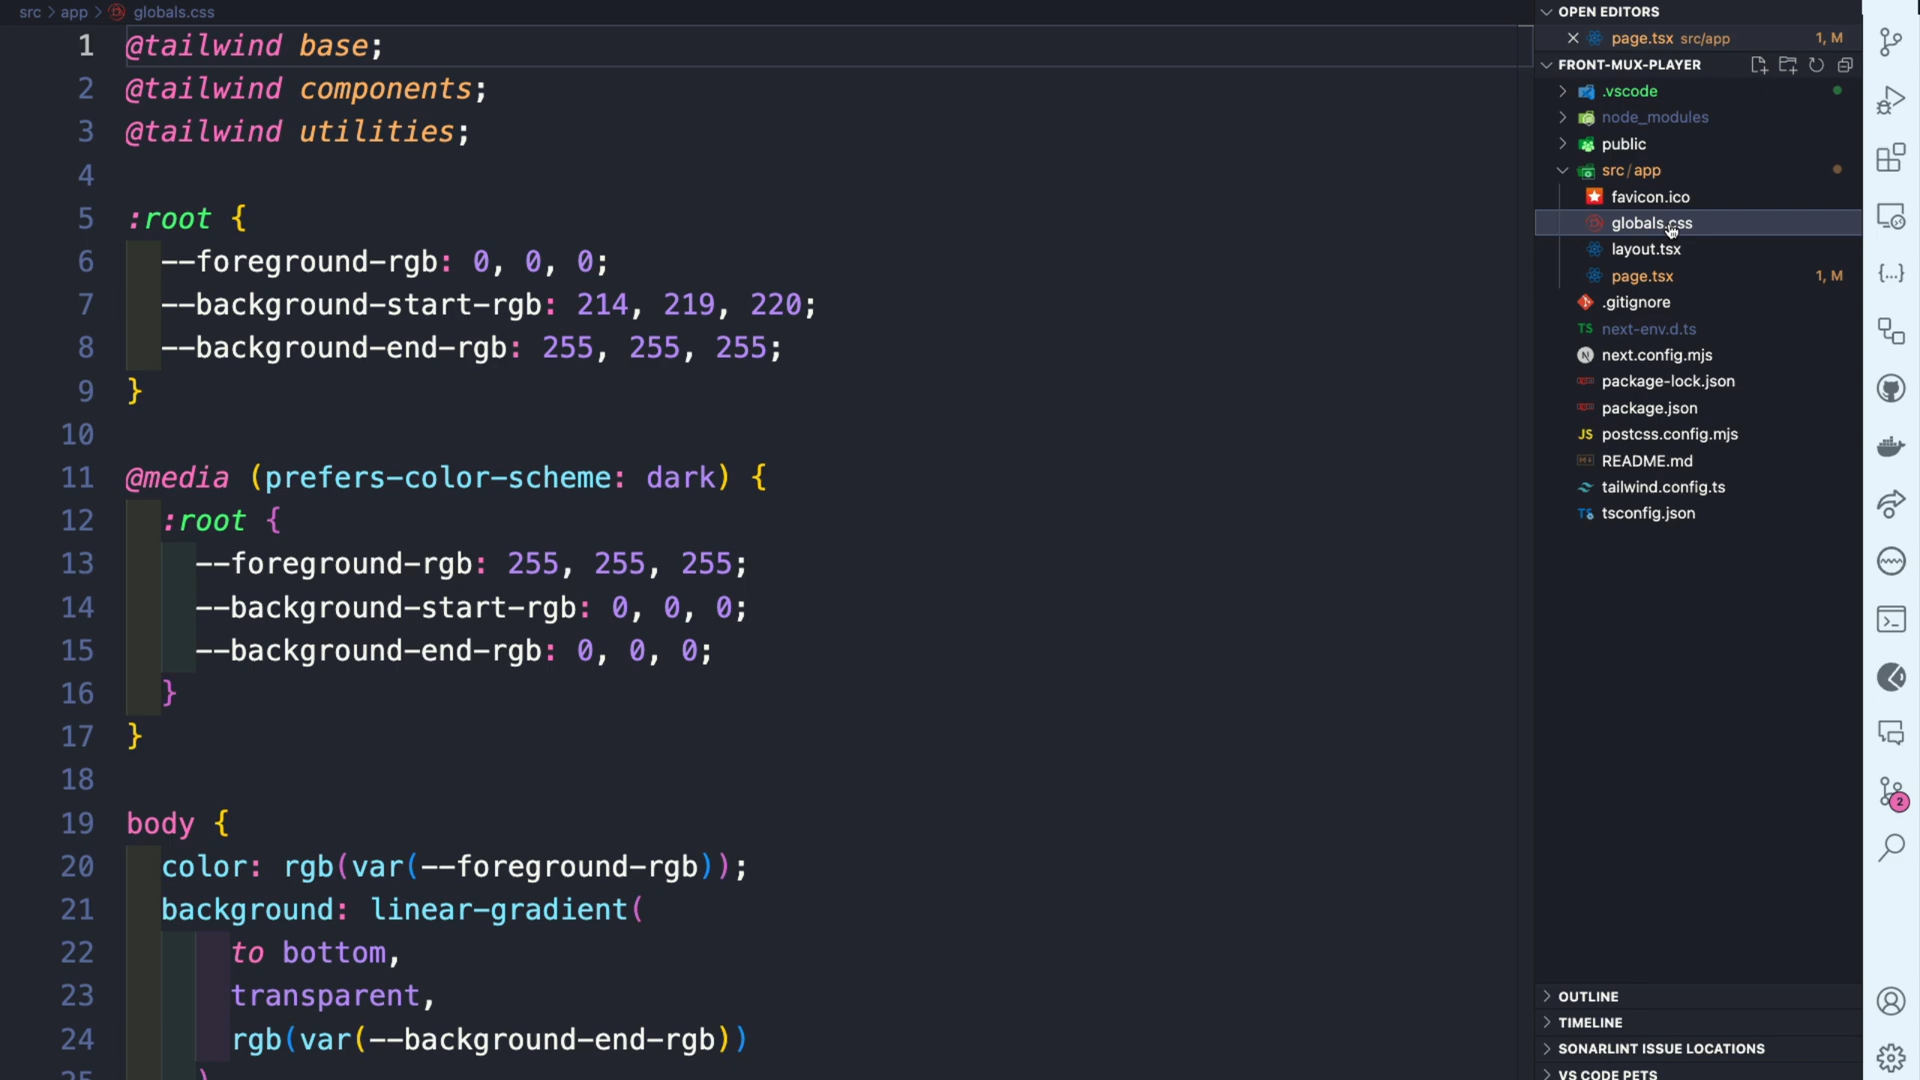 src > app > globals.css
1 @tailwind base;
2 @tailwind components;
3 @tailwind utilities;
4
5 :root {
6 --foreground-rgb: 0, 0, 0;
7 --background-start-rgb: 214, 219, 220;
8 --background-end-rgb: 255, 255, 255;
9 }
10
11 @media (prefers-color-scheme: dark) {
12 :root {
13 --foreground-rgb: 255, 255, 255;
14 --background-start-rgb: 0, 0, 0;
15 --background-end-rgb: 0, 0, 0;
16 }
17 }
18
19 body {
20 color: rgb(var(--foreground-rgb));
21 background: linear-gradient(
22 to bottom,
23 transparent,
24 rgb(var(--background-end-rgb))
25 )
OPEN EDITORS
page.tsx src/app 1, M
FRONT-MUX-PLAYER
.vscode
node_modules
public
src/app
favicon.ico
globals.css
layout.tsx
page.tsx 1, M
.gitignore
TS next-env.d.ts
next.config.mjs
package-lock.json
package.json
JS postcss.config.mjs
README.md
tailwind.config.ts
TS tsconfig.json
2
OUTLINE
TIMELINE
SONARLINT ISSUE LOCATIONS
VS CODE PETS